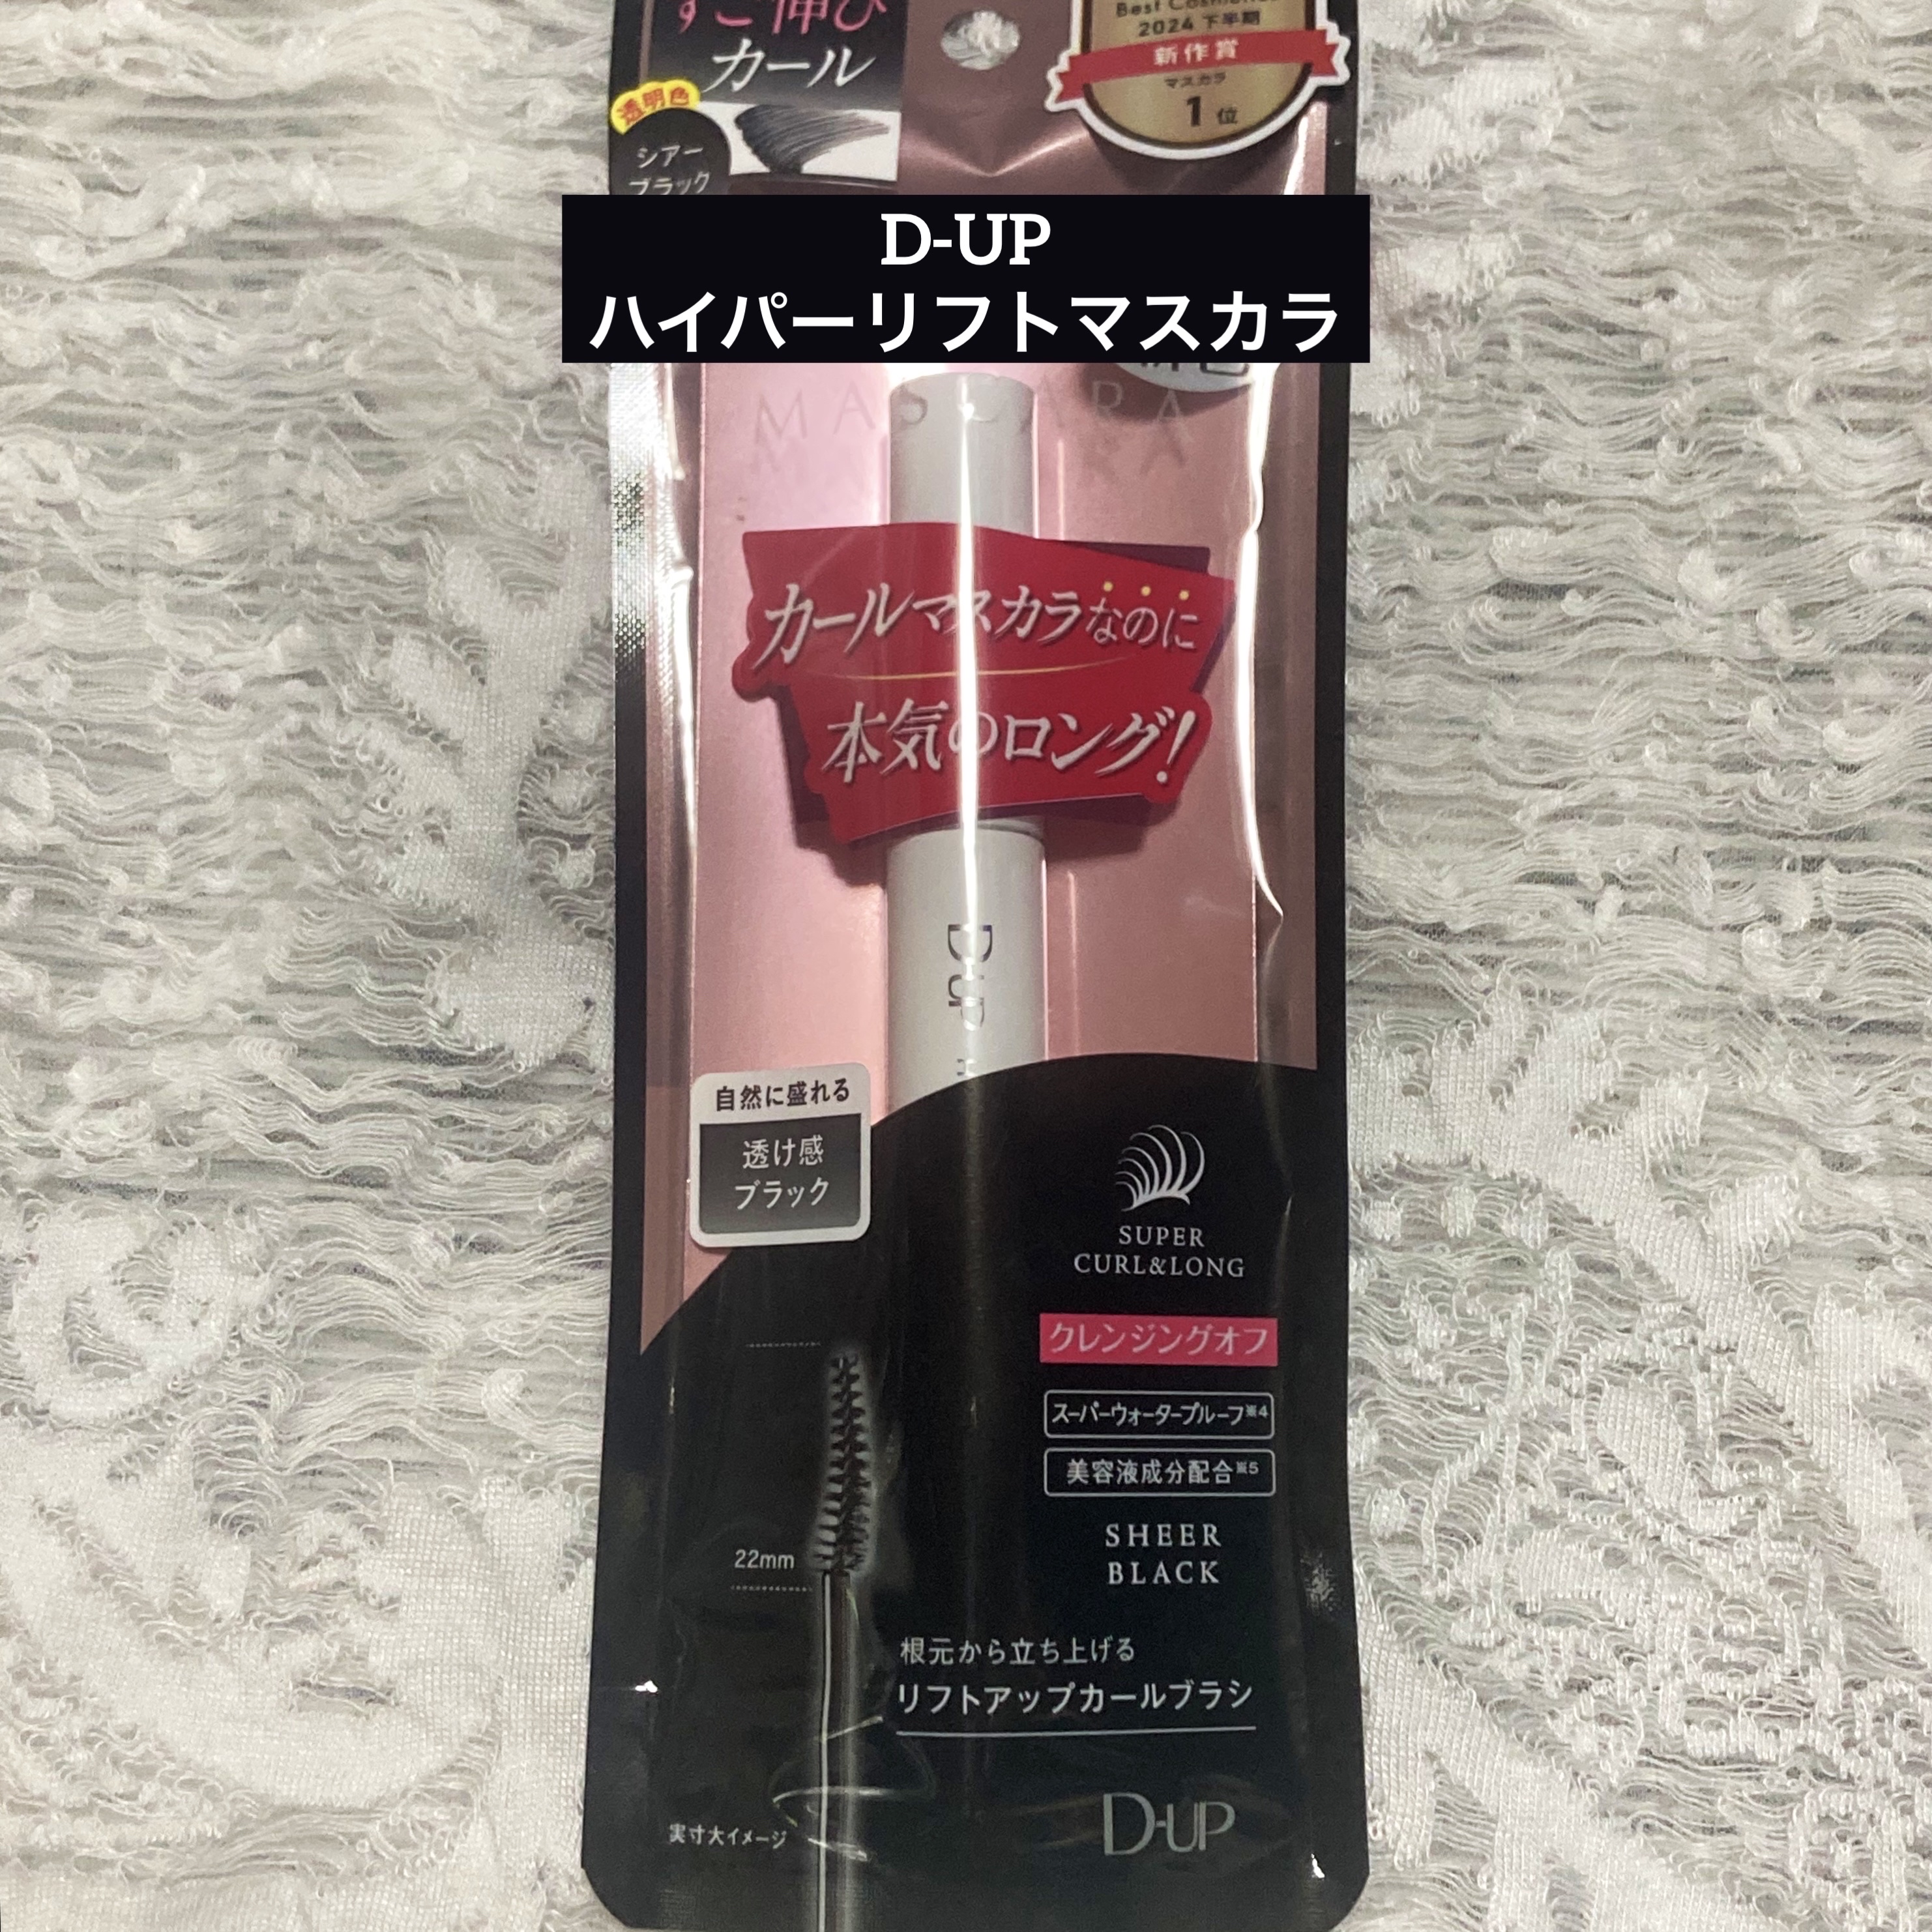 すご伸び
カール
Best Cosmetics
2024 下半期
新作賞
マスカラ
1位
透明色
シアー
ブラック
D-UP
ハイパーリフトマスカラ
MASCARA
カールマスカラなのに
本気のロング!
D-UP
自然に盛れる
透け感
ブラック
SUPER
CURL&LONG
クレンジングオフ
スーパーウォータープルーフ※4
美容液成分配合※5
22mm
SHEER
BLACK
根元から立ち上げる
リフトアップカールブラシ
実寸大イメージ
D-UP